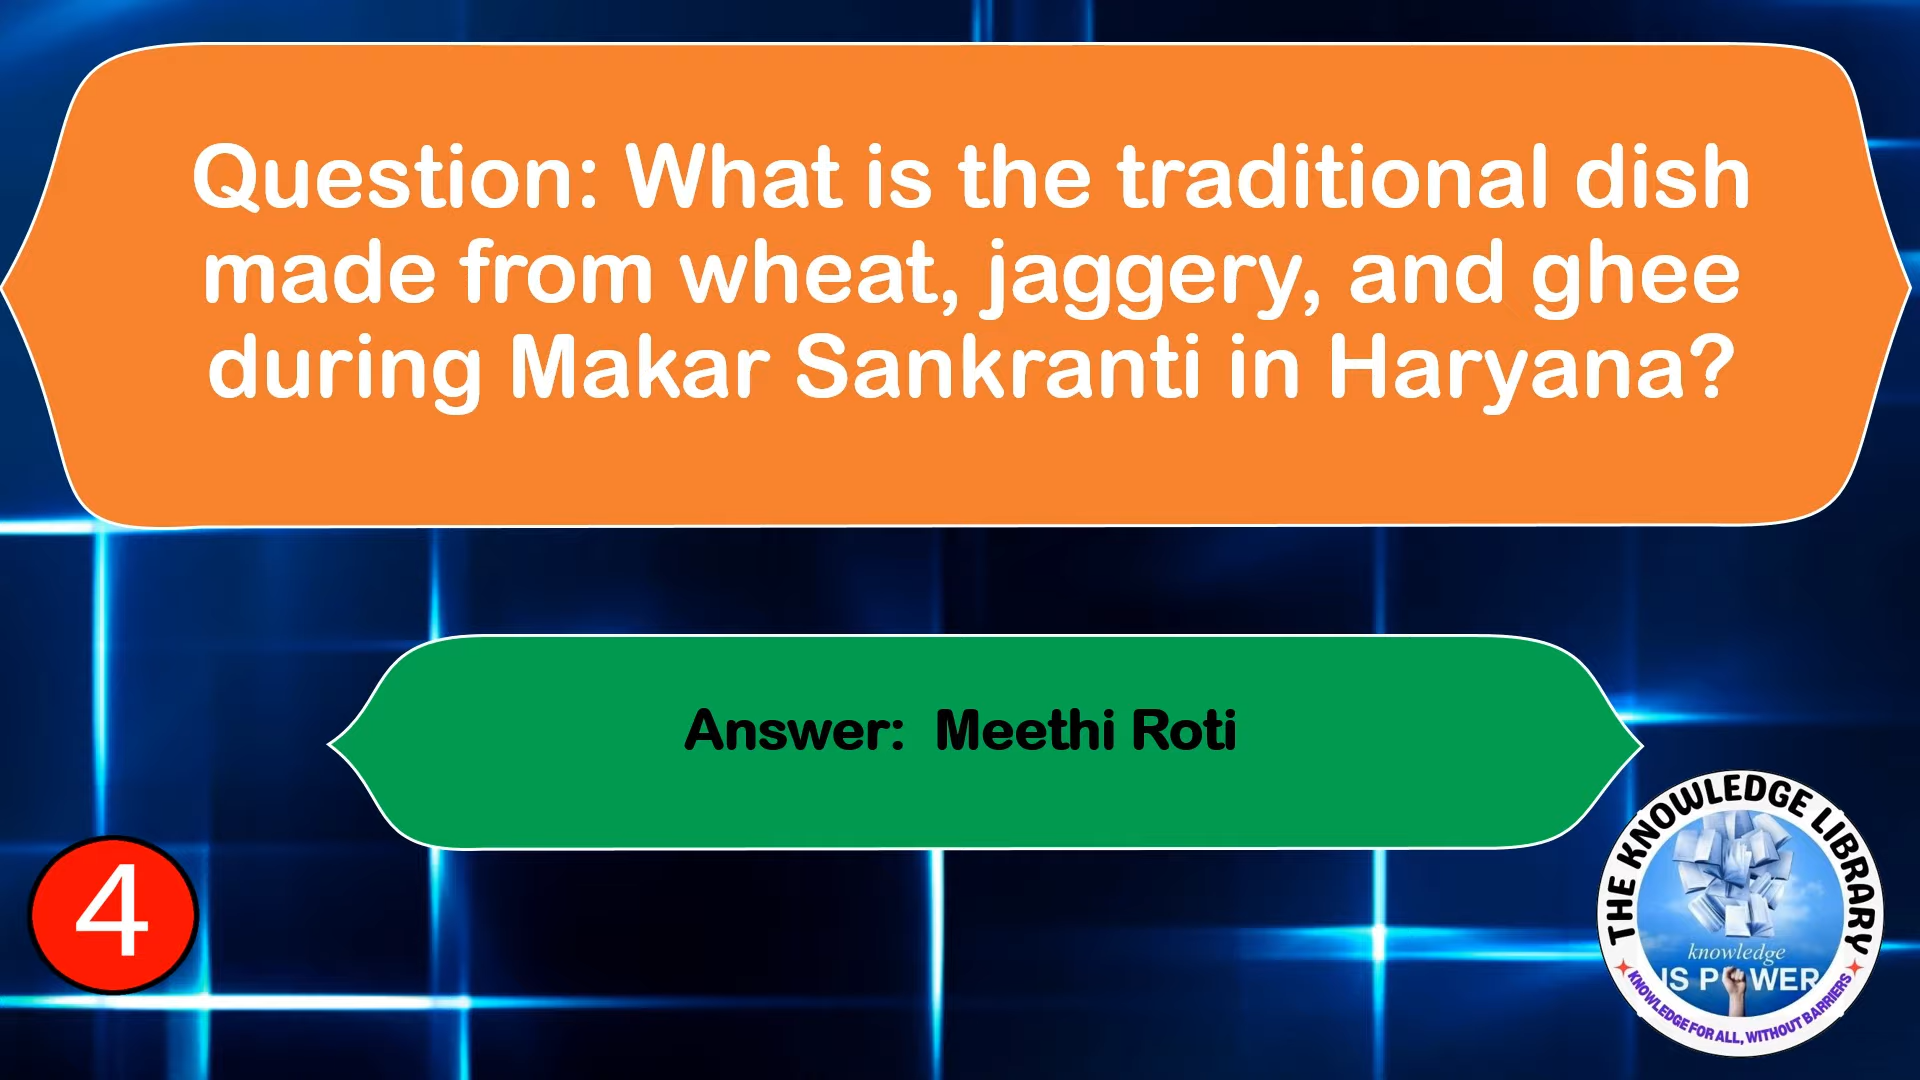 Question: What is the traditional dish
made from wheat, jaggery, and ghee
during Makar Sankranti in Haryana?
Answer: Meethi Roti
4
THE KNOWLEDGE LIBRARY
knowledge
IS POWER
KNOWLEDGE FOR ALL, WITHOUT BARRIERS